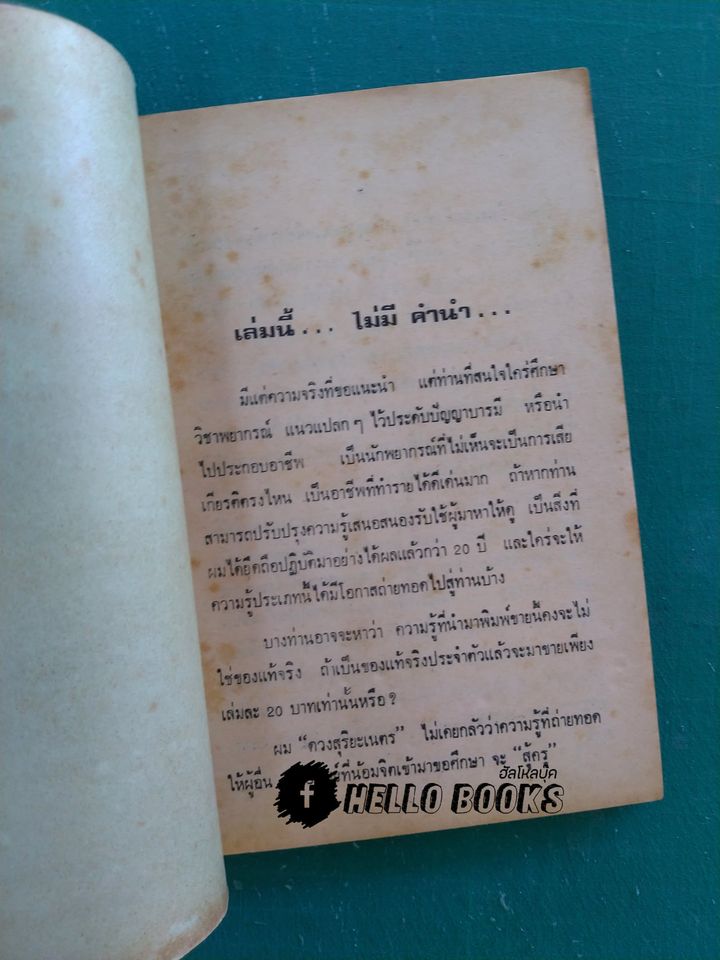 เล่มนี้... ไม่มี คำนำ...
มีแต่ความจริงที่ขอแนะนำ แต่ท่านที่สนใจใคร่ศึกษา
วิชาพยากรณ์ แนวแปลก ๆ ไว้ประดับปัญญาบารมี หรือนำ
ไปประกอบอาชีพ เป็นนักพยากรณ์ที่ไม่เห็นจะเป็นการเสีย
เกียรติตรงไหน เป็นอาชีพที่ทำรายได้ดีเด่นมาก ถ้าหากท่าน
สามารถปรับปรุงความรู้เสนอสนองรับใช้ผู้มาหาให้ดู เป็นสิ่งที่
ผมได้ยึดถือปฏิบัติมาอย่างได้ผลแล้วกว่า 20 ปี และใคร่จะให้
ความรู้ประเภทนี้ได้มีโอกาสถ่ายทอดไปสู่ท่านบ้าง
บางท่านอาจจะหาว่า ความรู้ที่นำมาพิมพ์ขายนี้คงจะไม่
ใช่ของแท้จริง ถ้าเป็นของแท้จริงประจำตัวแล้วจะมาขายเพียง
เล่มละ 20 บาทเท่านั้นหรือ?
ผม "ดวงสุริยะเนตร" ไม่เคยกลัวว่าความรู้ที่ถ่ายทอด
ให้ผู้อื่น ที่น้อมจิตเข้ามาขอศึกษา จะ "สู้ครู"
ฮัลโหลบุ๊ค
f HELLO BOOKS